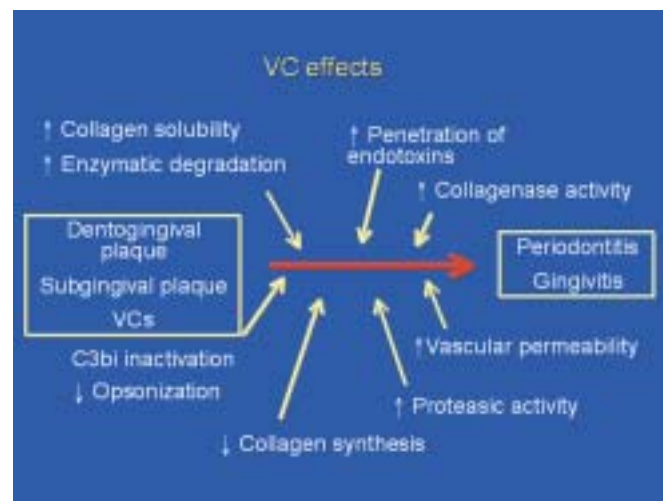 VC effects
↑ Collagen solubility
↑ Enzymatic degradation
↑ Penetration of
endotoxins
↑ Collagenase activity
Dentogingival
plaque
Subgingival plaque
VCs
Periodontitis
Gingivitis
C3bi inactivation
↓ Opsonization
↑Vascular permeability
↑ Proteasic activity
↓ Collagen synthesis